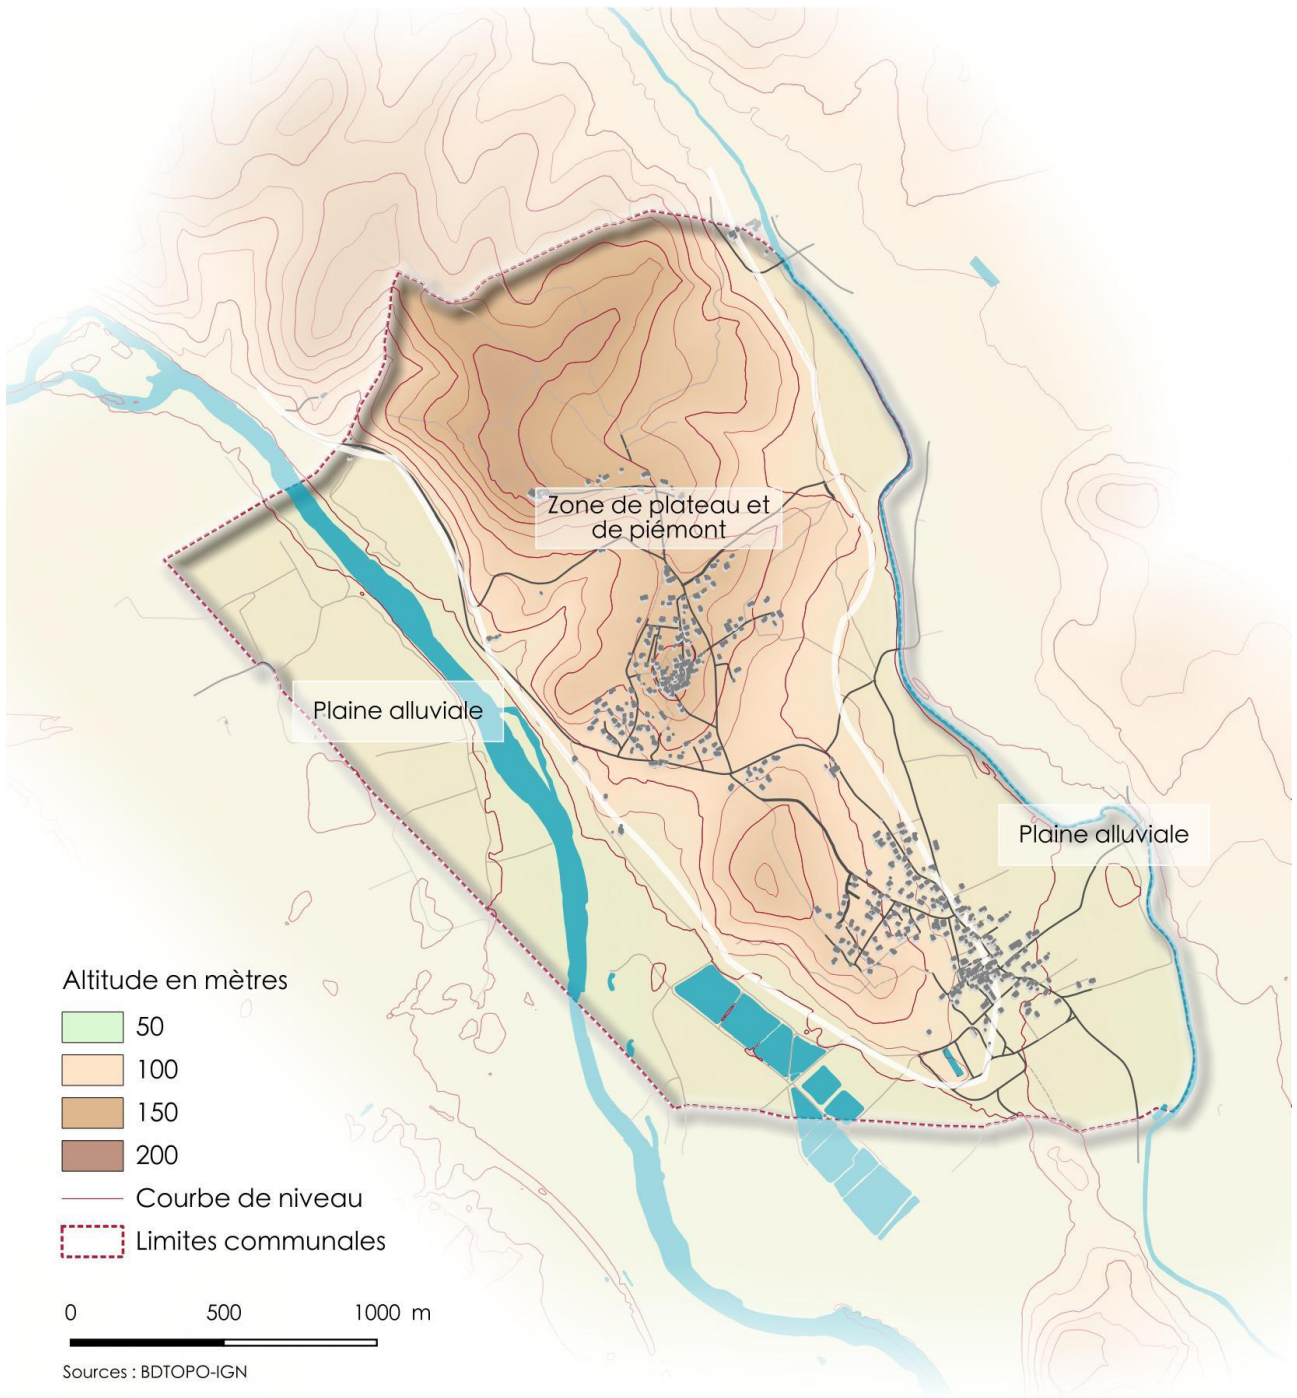 Zone de plateau et
de piémont
Plaine alluviale
Plaine alluviale
Altitude en mètres
50
100
150
200
Courbe de niveau
Limites communales
0 500 1000 m
Sources : BDTOPO-IGN